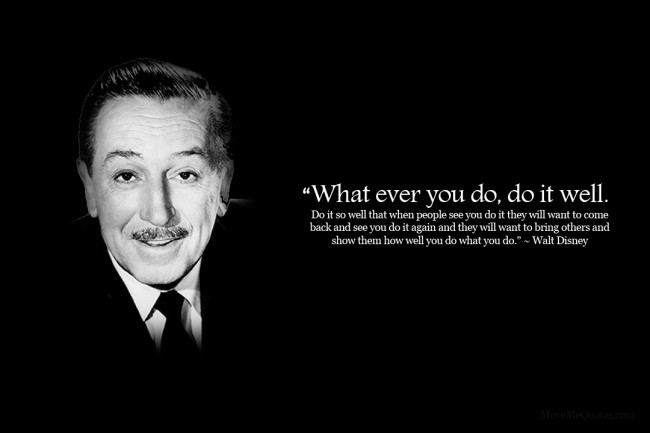 “What ever you do, do it well.
Do it so well that when people see you do it they will want to come
back and see you do it again and they will want to bring others and
show them how well you do what you do.” ~ Walt Disney
MoveMeQuotes.com